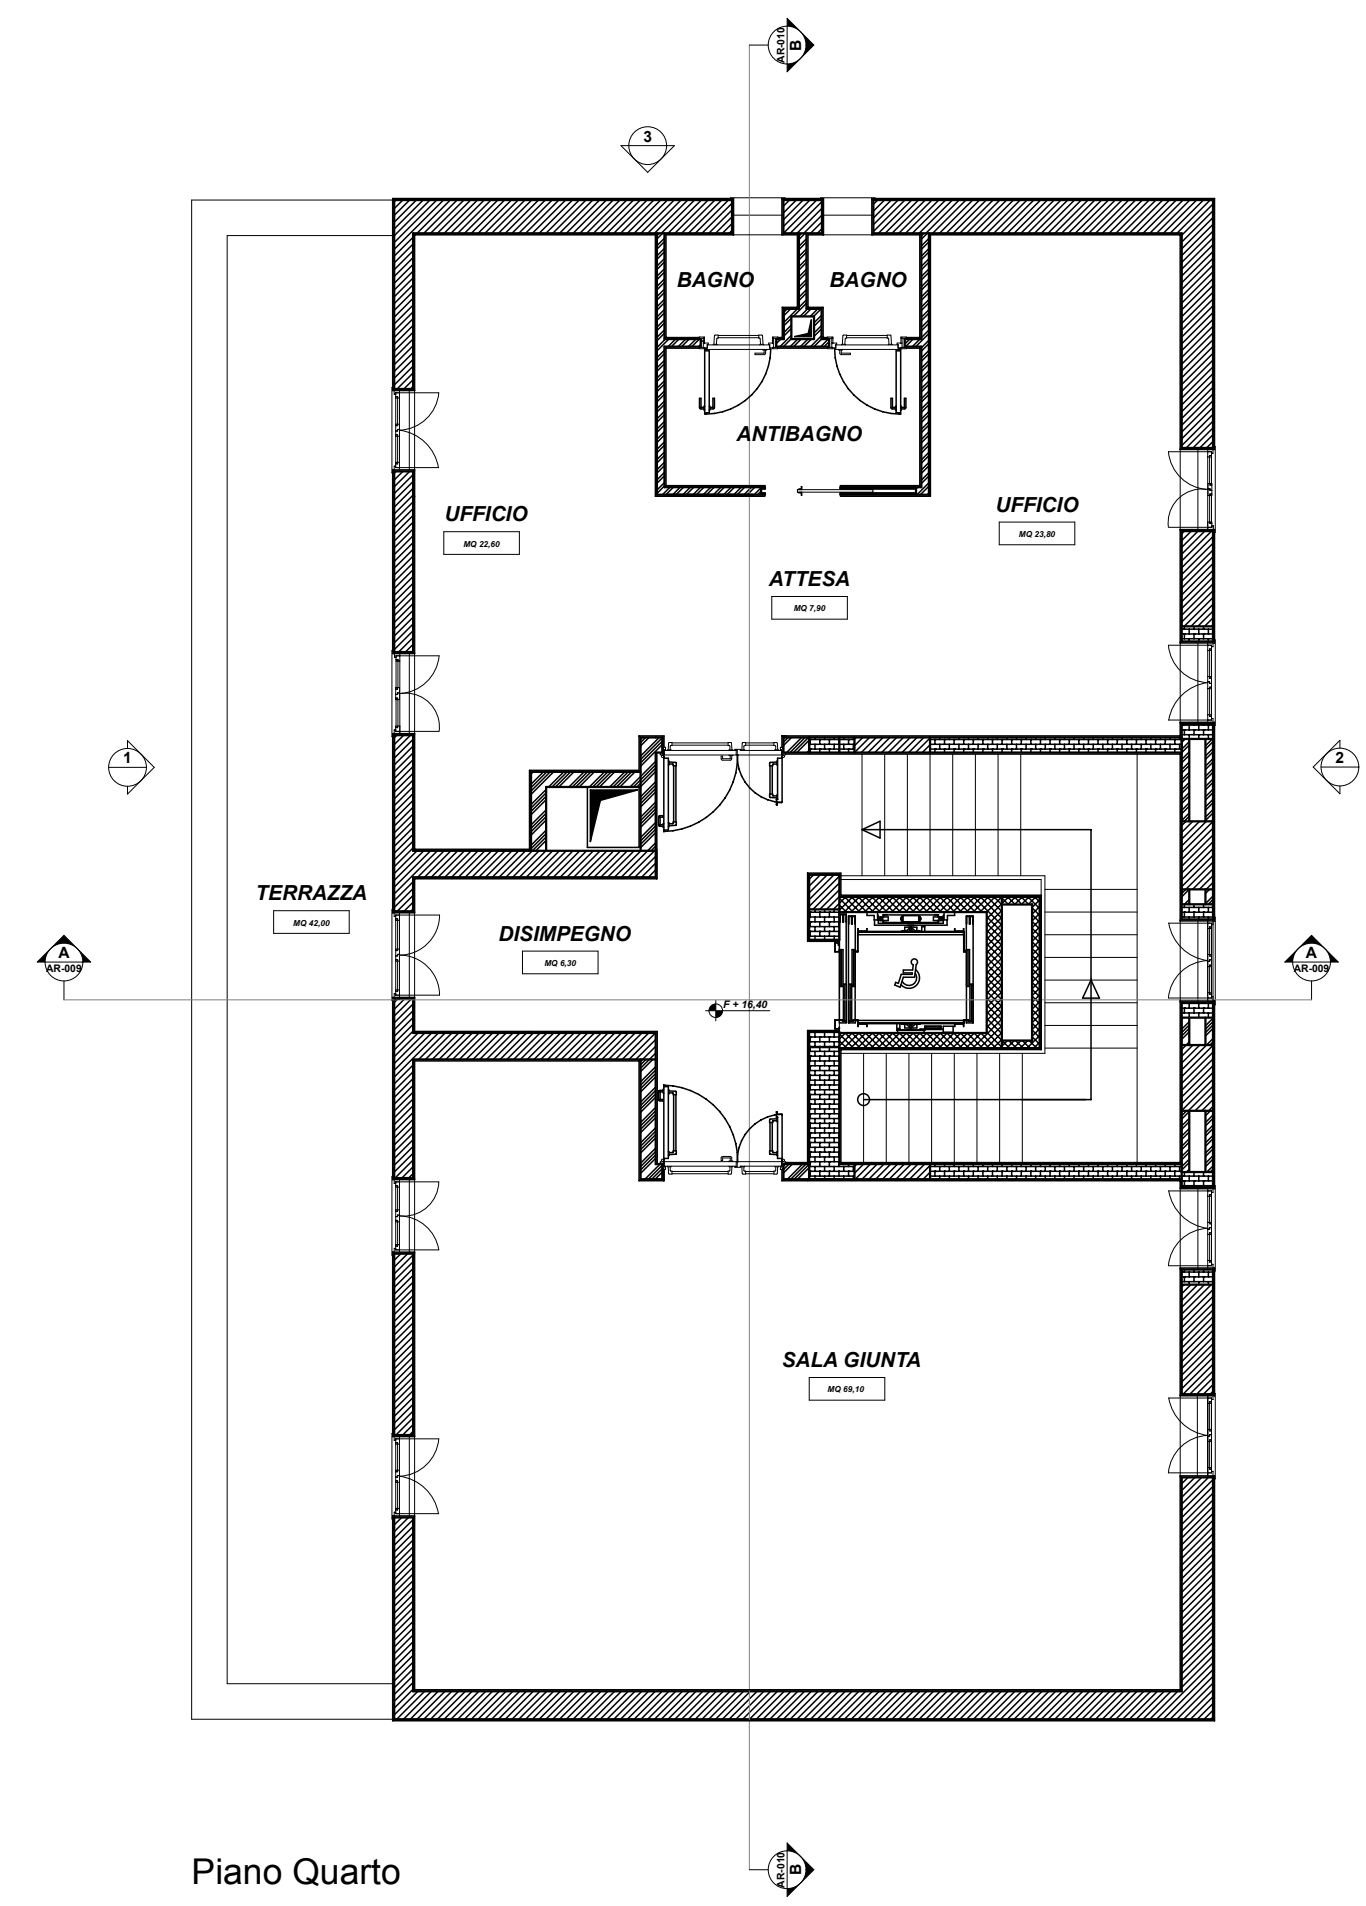 AR-010
B
3
BAGNO
BAGNO
ANTIBAGNO
UFFICIO
MQ 22,60
UFFICIO
MQ 23,80
ATTESA
MQ 7,90
1
2
TERRAZZA
MQ 42,00
DISIMPEGNO
MQ 6,30
A
AR-009
A
AR-009
F + 16,40
SALA GIUNTA
MQ 69,10
Piano Quarto
AR-010
B